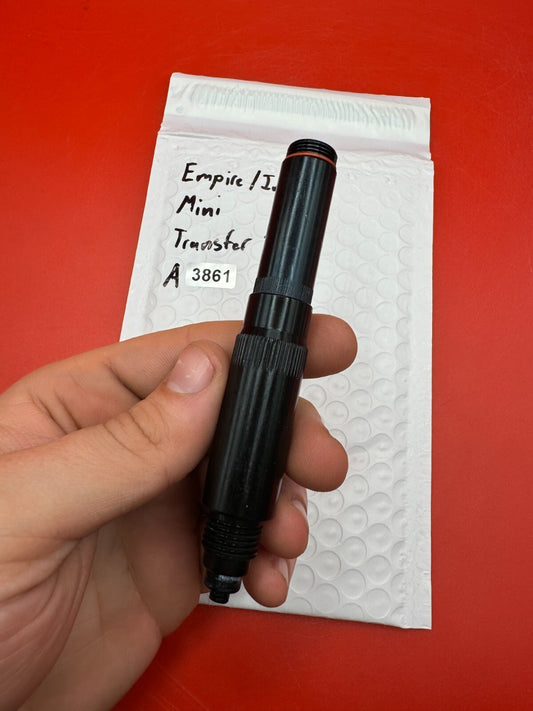 Empire / I
Mini
Transfer
A 3861